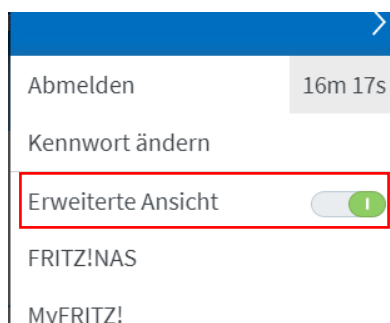 Abmelden 16m 17s
Kennwort ändern
Erweiterte Ansicht
FRITZ!NAS
MyFRITZ!